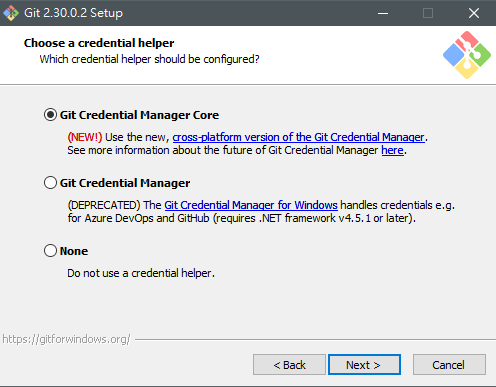 Git 2.30.0.2 Setup
Choose a credential helper
Which credential helper should be configured?
Git Credential Manager Core
(NEW!) Use the new, cross-platform version of the Git Credential Manager.
See more information about the future of Git Credential Manager here.
Git Credential Manager
(DEPRECATED) The Git Credential Manager for Windows handles credentials e.g.
for Azure DevOps and GitHub (requires .NET framework v4.5.1 or later).
None
Do not use a credential helper.
https://gitforwindows.org/
< Back
Next >
Cancel